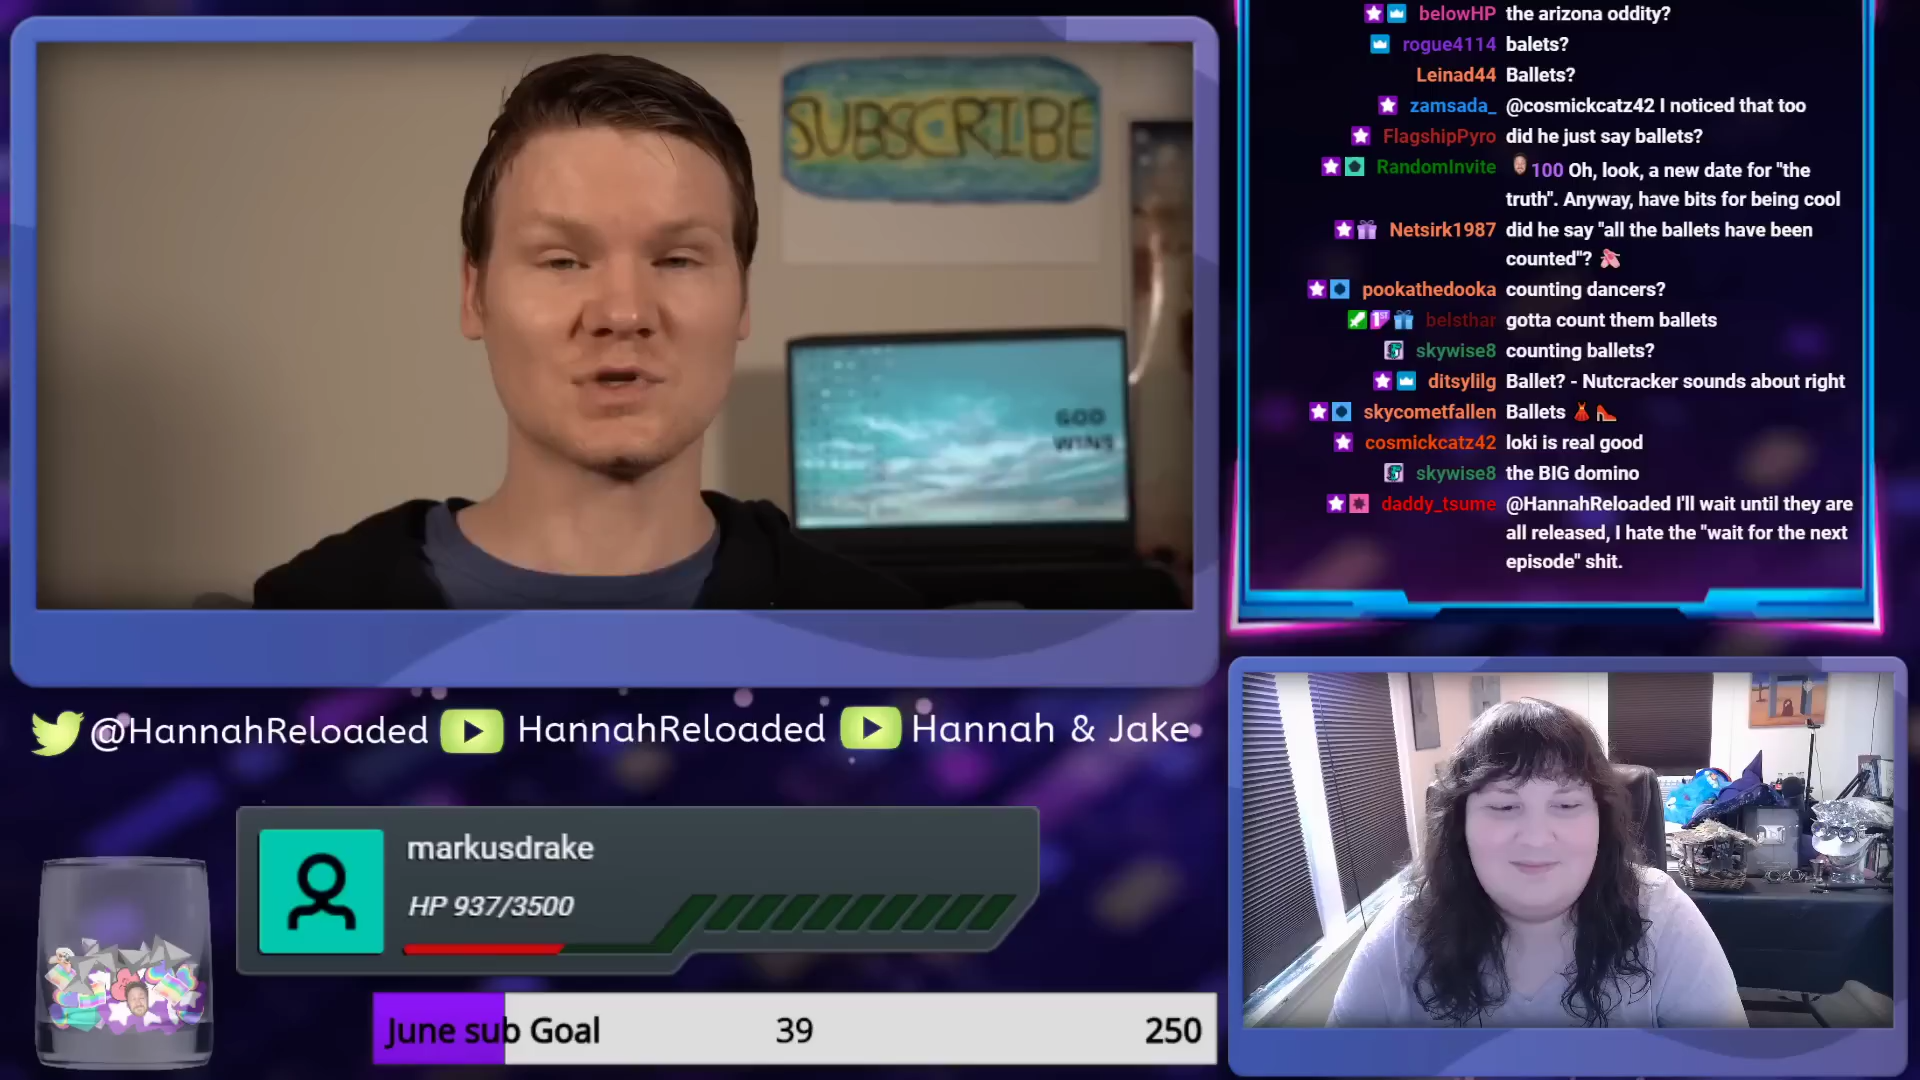 SUBSCRIBE
GOD
WINS
belowHP the arizona oddity?
rogue4114 balets?
Leinad44 Ballets?
zamsada_ @cosmickcatz42 I noticed that too
FlagshipPyro did he just say ballets?
RandomInvite 100 Oh, look, a new date for "the
truth". Anyway, have bits for being cool
Netsirk1987 did he say "all the ballets have been
counted"?
pookathedooka counting dancers?
1ST belsthar gotta count them ballets
skywise8 counting ballets?
ditsylilg Ballet? - Nutcracker sounds about right
skycometfallen Ballets
cosmickcatz42 loki is real good
skywise8 the BIG domino
daddy_tsume @HannahReloaded I'll wait until they are
all released, I hate the "wait for the next
episode" shit.
@HannahReloaded HannahReloaded Hannah & Jake
markusdrake
HP 937/3500
June sub Goal 39 250